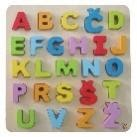 A B C Č D
E F G H I J
K L M N O
P R S Š T
U V Z Ž